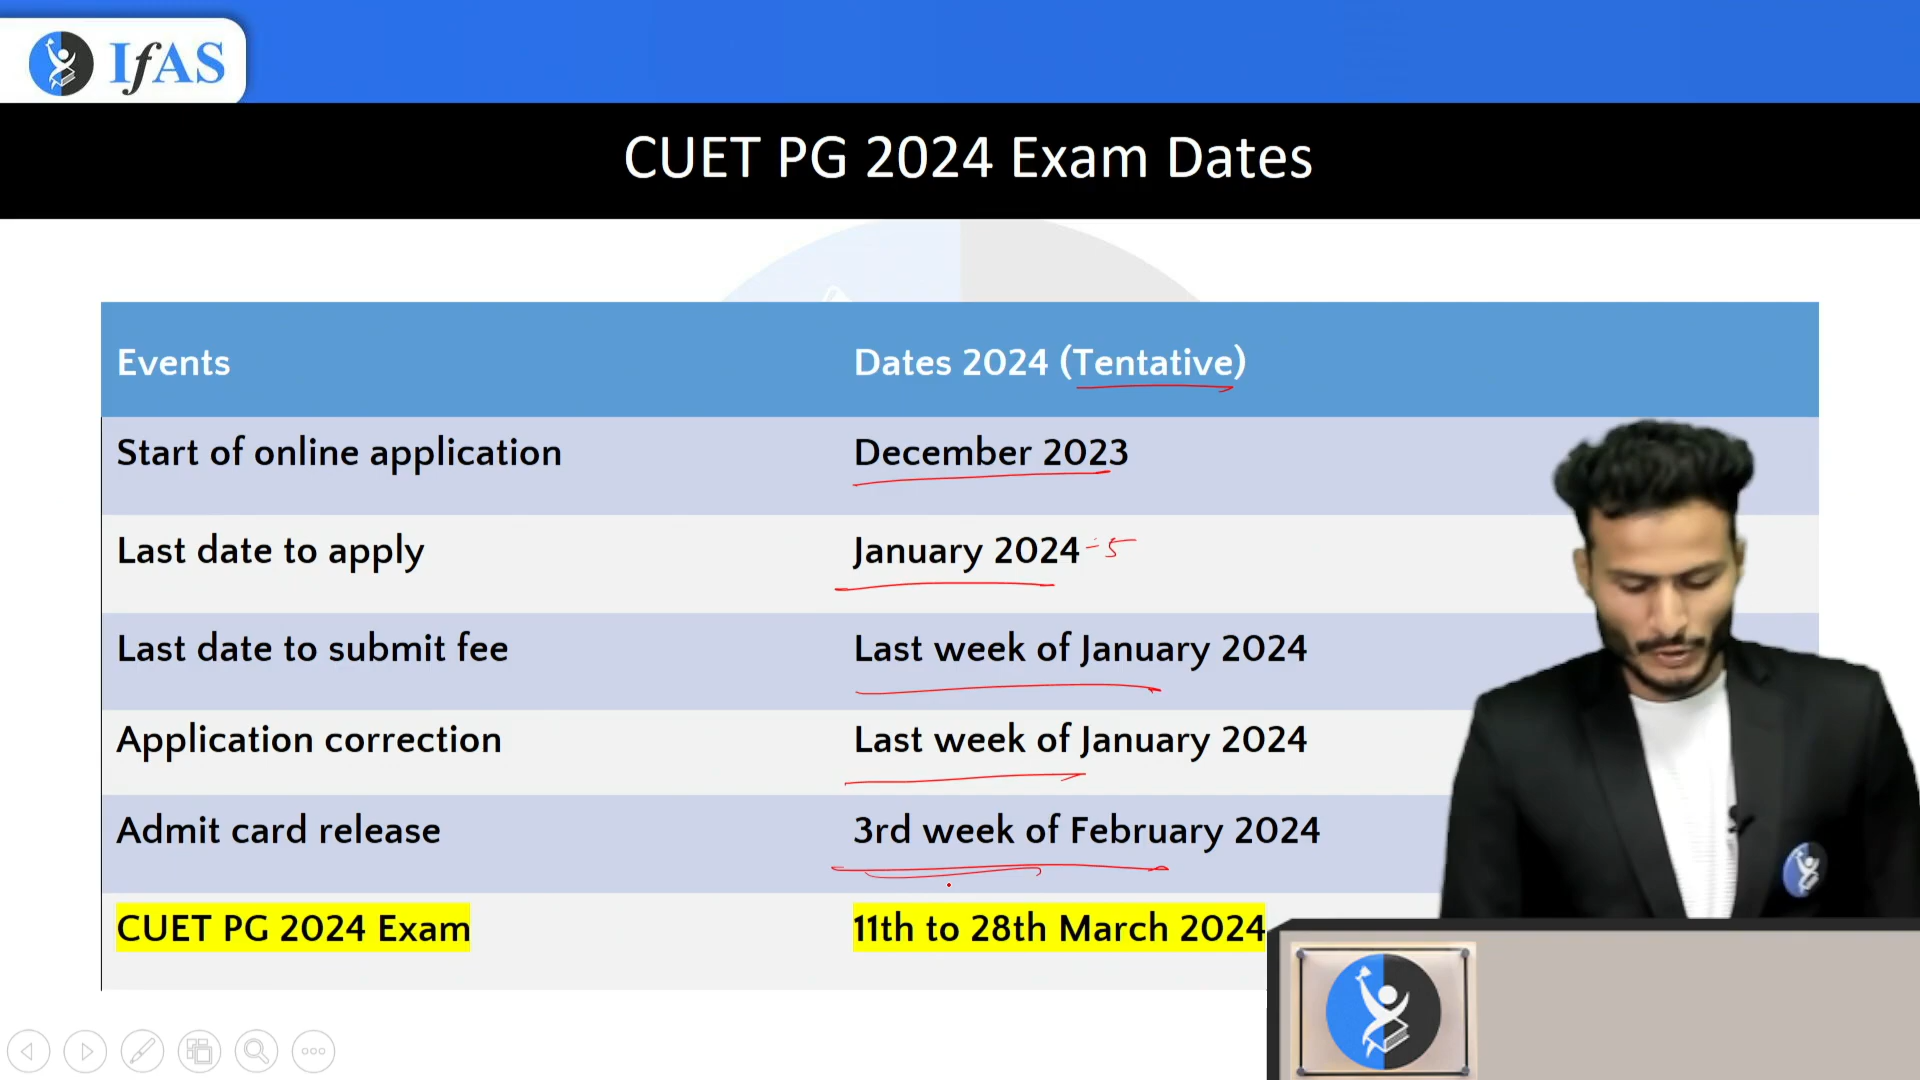 IfAS
CUET PG 2024 Exam Dates
Events Dates 2024 (Tentative)
Start of online application December 2023
Last date to apply January 2024 - 5
Last date to submit fee Last week of January 2024
Application correction Last week of January 2024
Admit card release 3rd week of February 2024
CUET PG 2024 Exam 11th to 28th March 2024